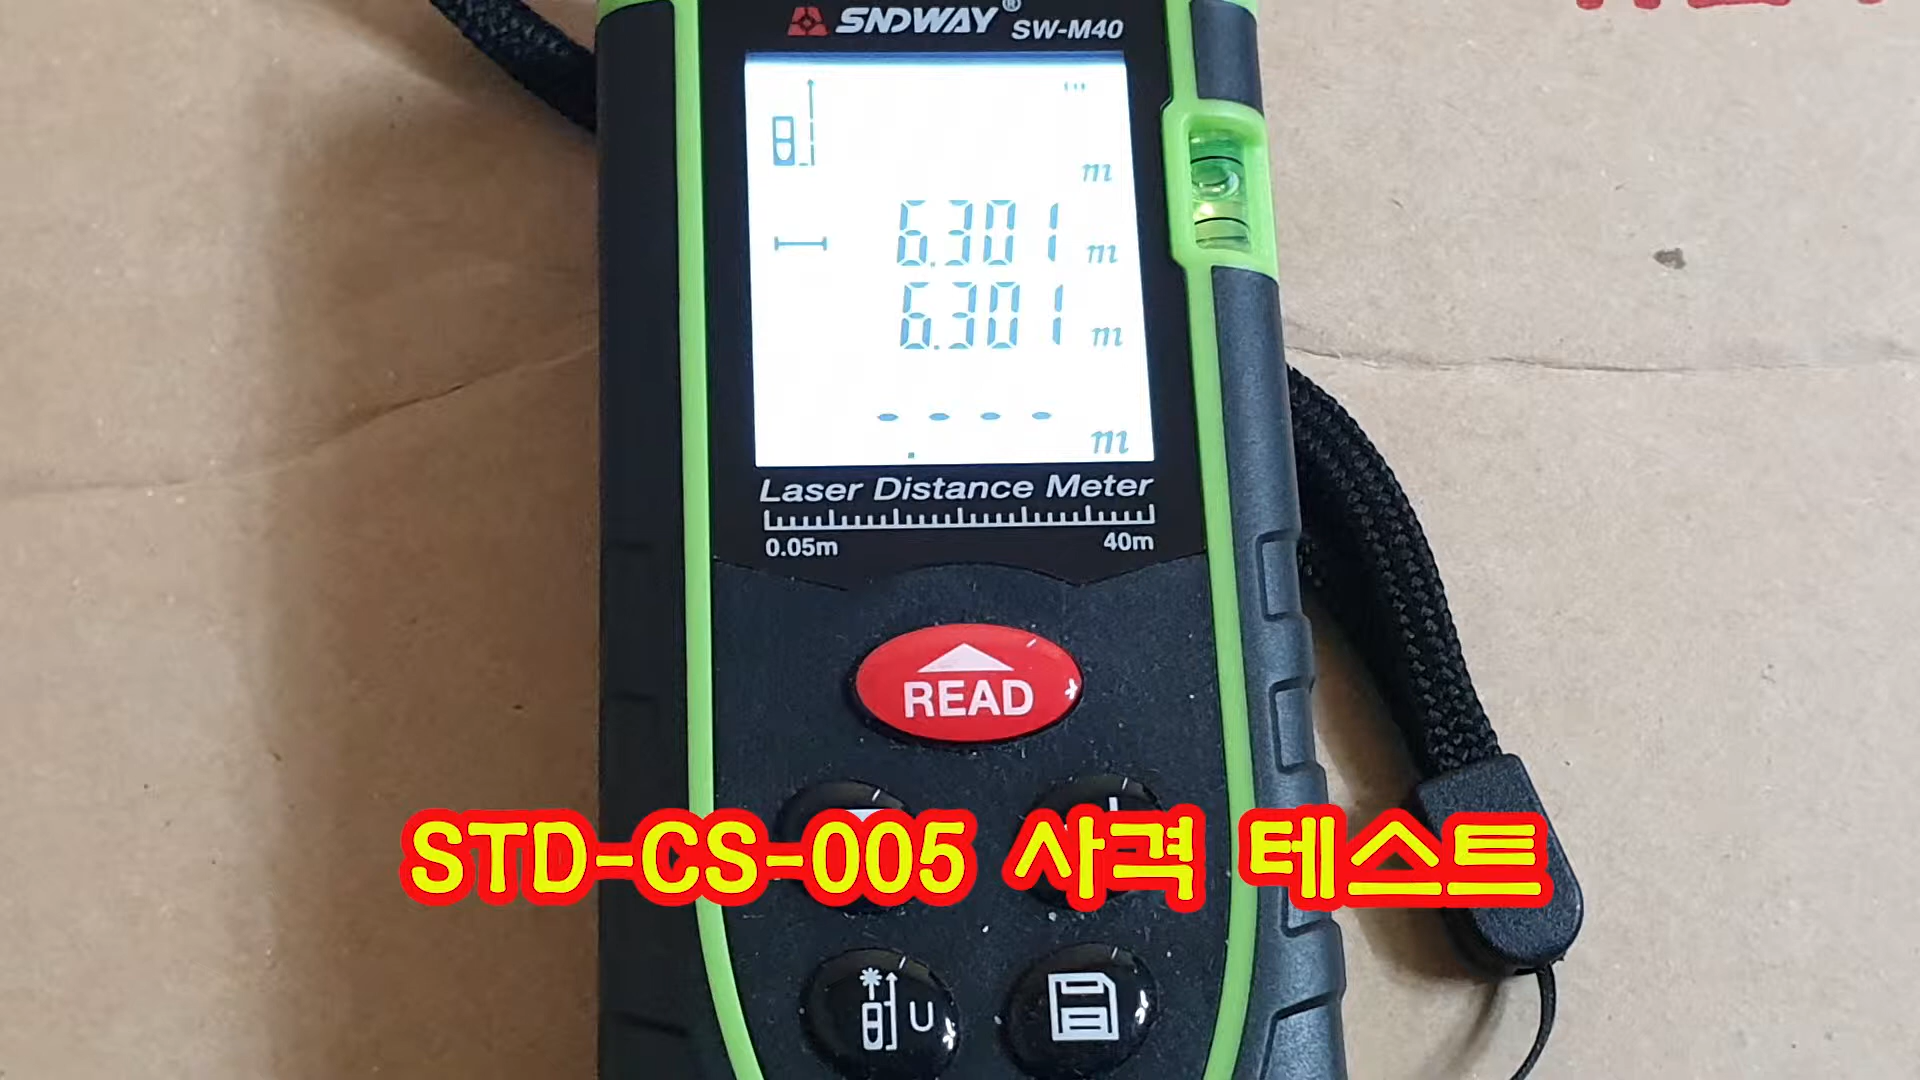 SNDWAY® SW-M40
m
6.301 m
6.301 m
- - - - m
Laser Distance Meter
0.05m 40m
READ
STD-CS-005 사격 테스트
U